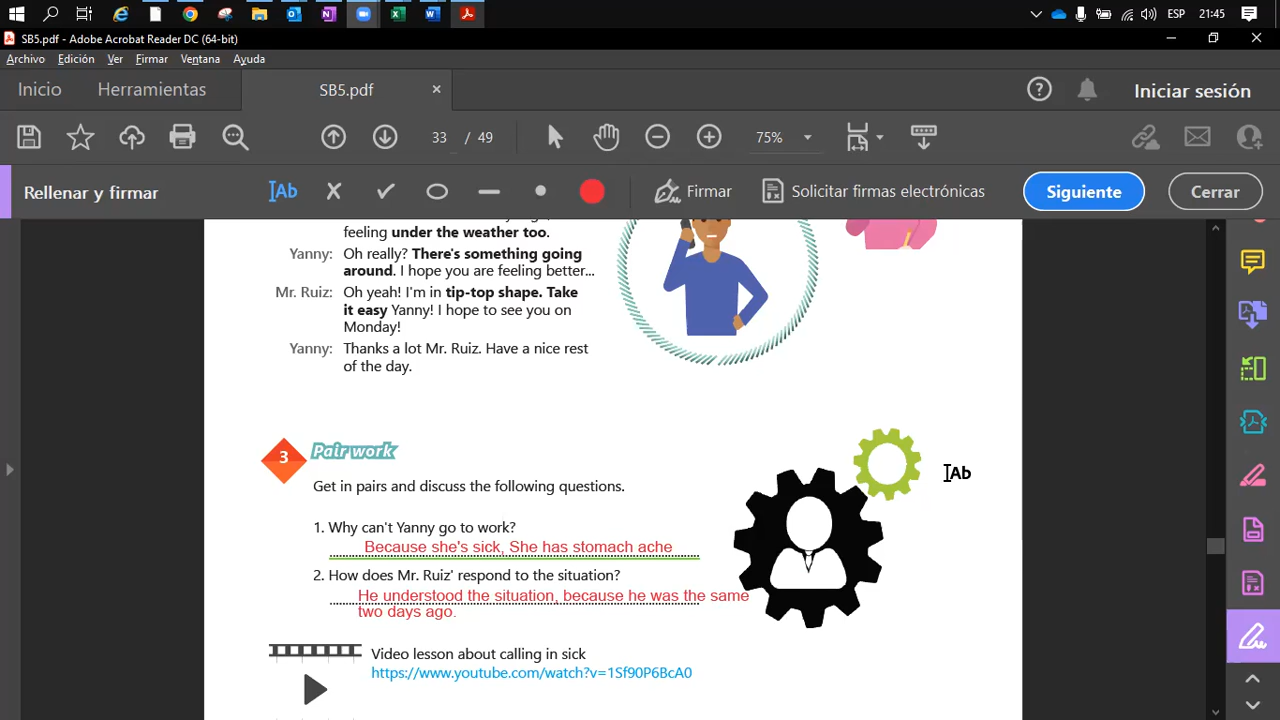 ESP 21:45
SB5.pdf - Adobe Acrobat Reader DC (64-bit)
Archivo Edición Ver Firmar Ventana Ayuda
Inicio Herramientas SB5.pdf × Iniciar sesión
33 / 49 75%
Rellenar y firmar Ab Firmar Solicitar firmas electrónicas Siguiente Cerrar
feeling under the weather too.
Yanny: Oh really? There's something going
around. I hope you are feeling better...
Mr. Ruiz: Oh yeah! I'm in tip-top shape. Take
it easy Yanny! I hope to see you on
Monday!
Yanny: Thanks a lot Mr. Ruiz. Have a nice rest
of the day.
3 Pair work
Ab
Get in pairs and discuss the following questions.
1. Why can't Yanny go to work?
Because she's sick, She has stomach ache
2. How does Mr. Ruiz' respond to the situation?
He understood the situation, because he was the same
two days ago.
Video lesson about calling in sick
https://www.youtube.com/watch?v=1Sf90P6BcA0